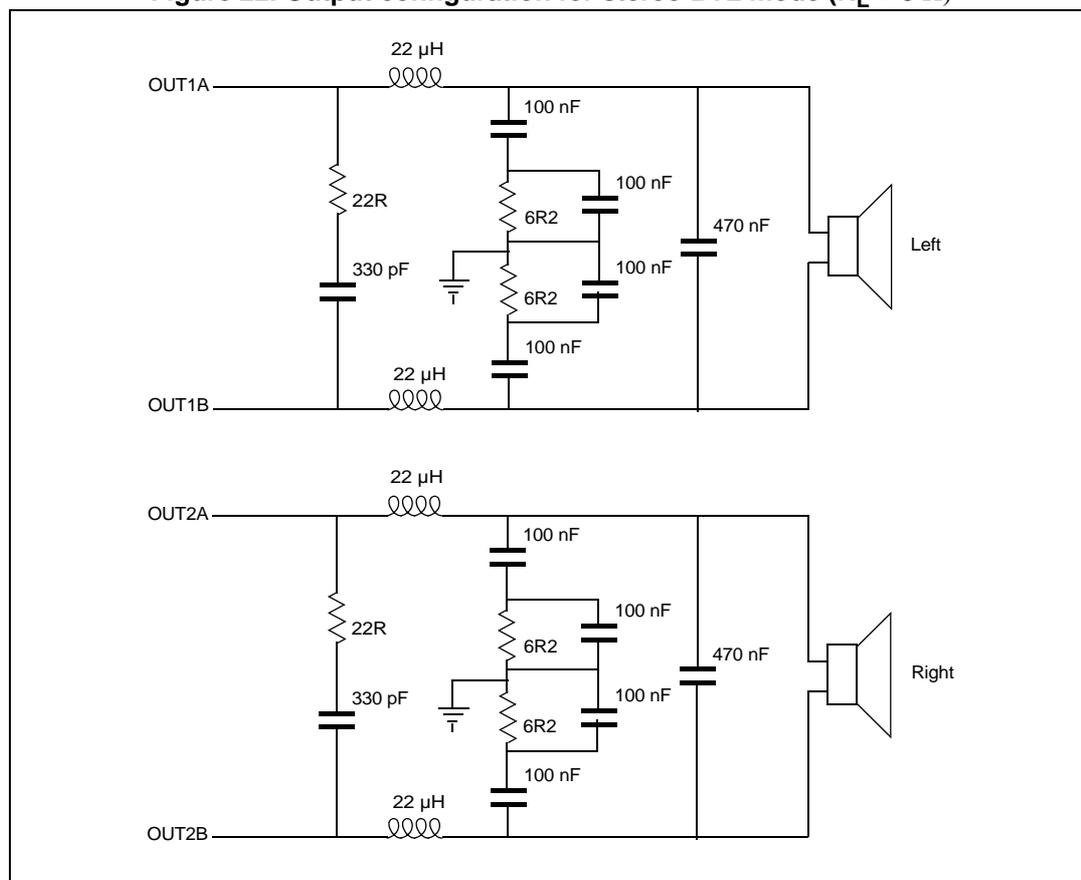 22 µH
OUT1A
100 nF
100 nF
22R
6R2
470 nF
Left
330 pF
100 nF
6R2
100 nF
22 µH
OUT1B
22 µH
OUT2A
100 nF
100 nF
22R
6R2
470 nF
Right
330 pF
100 nF
6R2
100 nF
22 µH
OUT2B